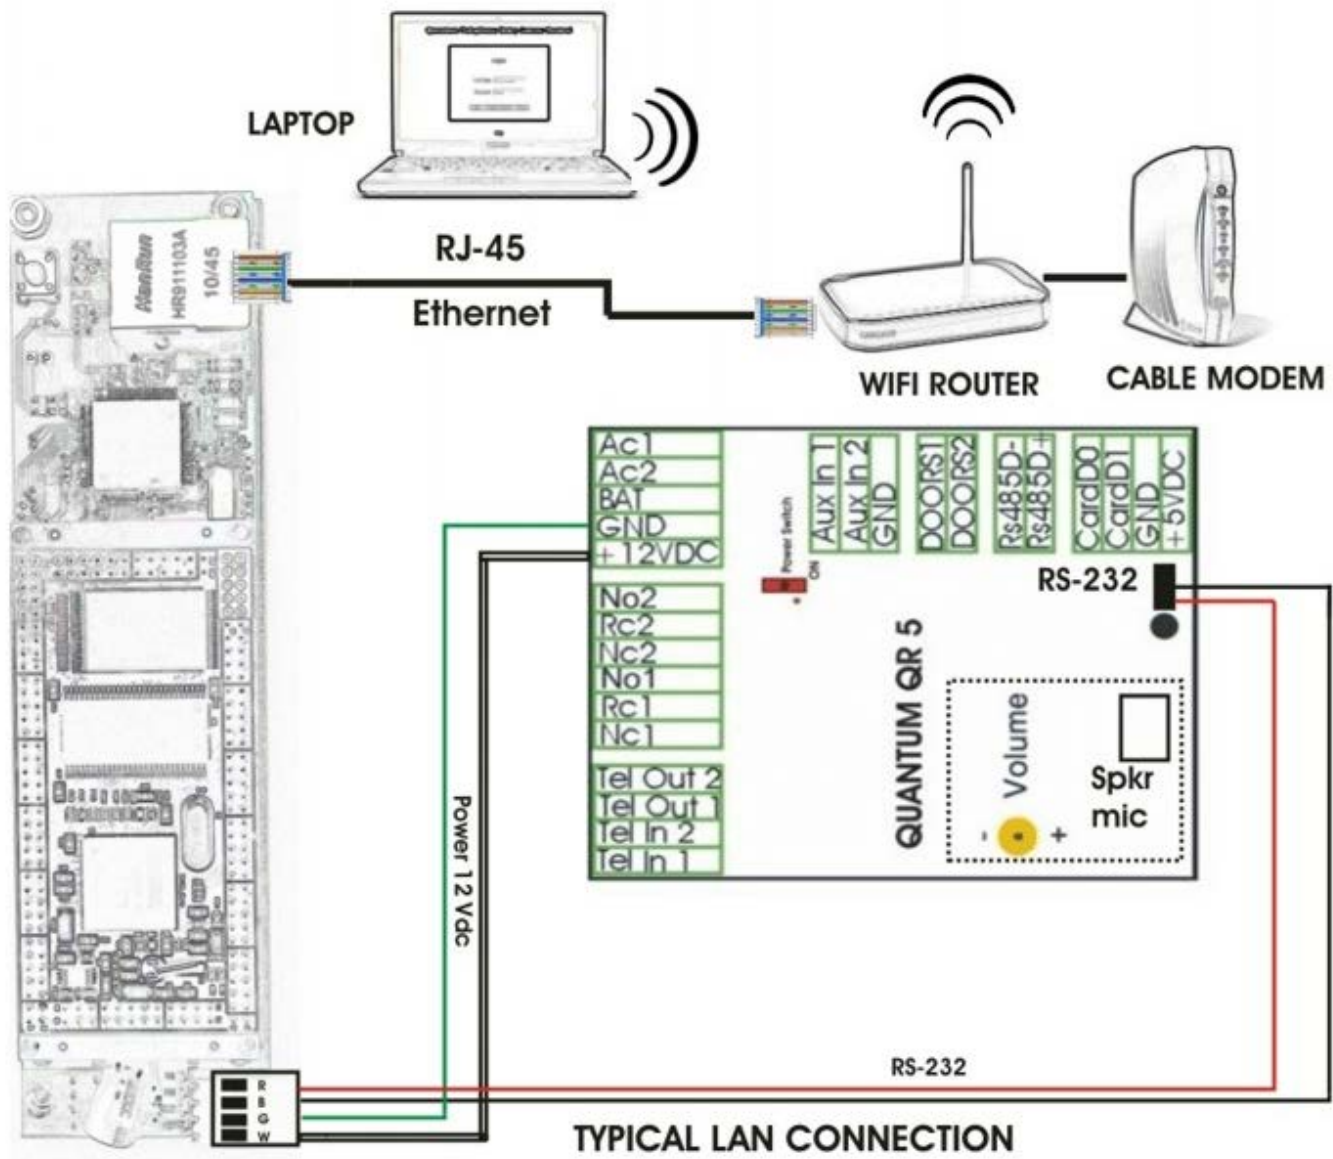 LAPTOP
RJ-45
Ethernet
HanRun
HR911103A
10/45
WIFI ROUTER
CABLE MODEM
Ac1
Ac2
BAT
GND
+ 12VDC
No2
Rc2
Nc2
No1
Rc1
Nc1
Tel Out 2
Tel Out 1
Tel In 2
Tel In 1
Power Switch
ON
Aux In 1
Aux In 2
GND
DOORS1
DOORS2
Rs485D-
Rs485D+
CardD0
CardD1
GND
+5VDC
RS-232
QUANTUM QR 5
Volume
- +
Spkr
mic
Power 12 Vdc
RS-232
R
B
G
W
TYPICAL LAN CONNECTION